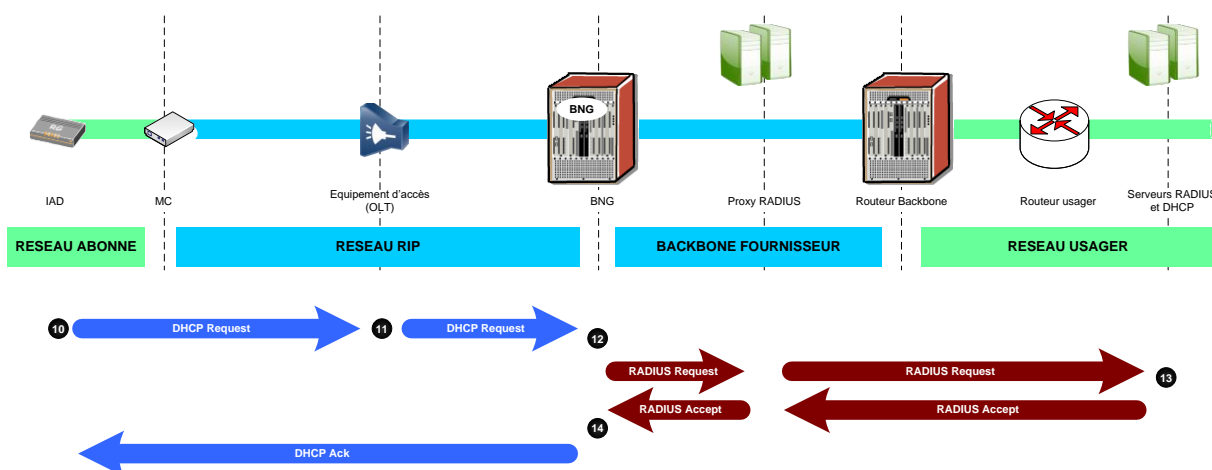 BNG
RG
IAD
MC
Equipement d'accès
(OLT)
BNG
Proxy RADIUS
Routeur Backbone
Routeur usager
Serveurs RADIUS
et DHCP
RESEAU ABONNE
RESEAU RIP
BACKBONE FOURNISSEUR
RESEAU USAGER
10
DHCP Request
11
DHCP Request
12
RADIUS Request
RADIUS Request
13
RADIUS Accept
RADIUS Accept
14
DHCP Ack